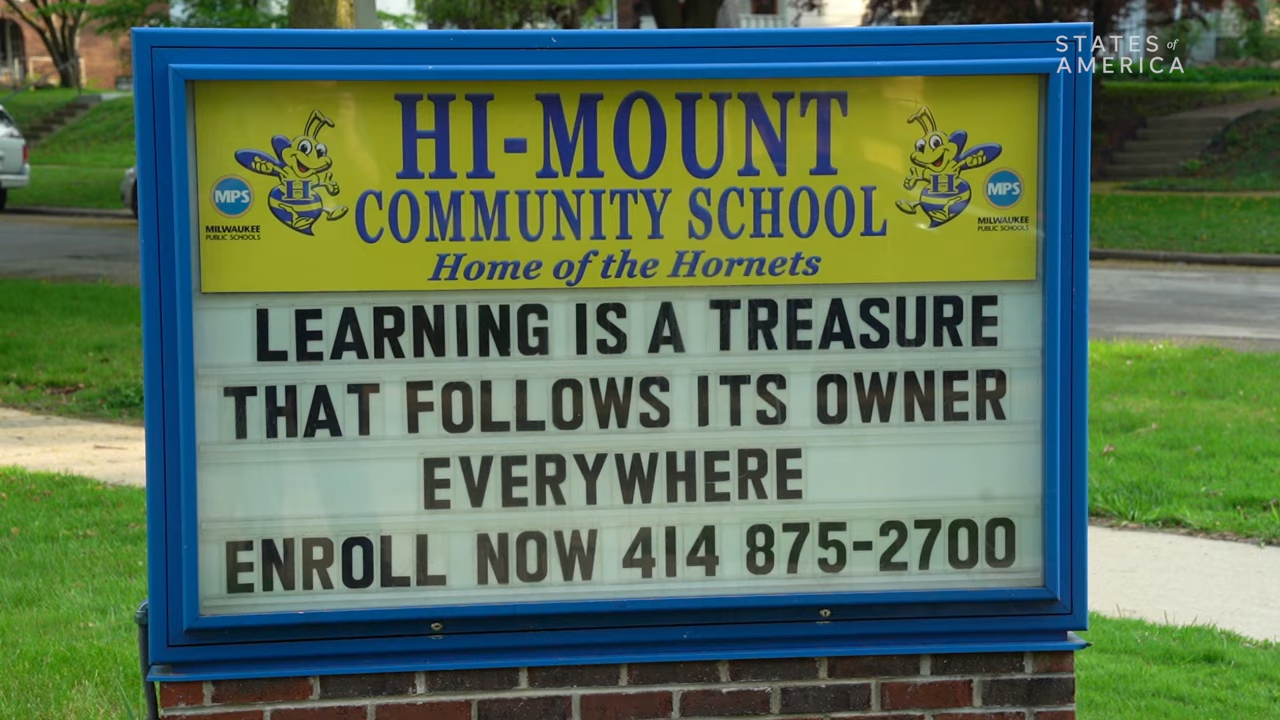 STATES of
AMERICA
HI-MOUNT
COMMUNITY SCHOOL
Home of the Hornets
MPS
MILWAUKEE
PUBLIC SCHOOLS
H
H
MPS
MILWAUKEE
PUBLIC SCHOOLS
LEARNING IS A TREASURE
THAT FOLLOWS ITS OWNER
EVERYWHERE
ENROLL NOW 414 875-2700